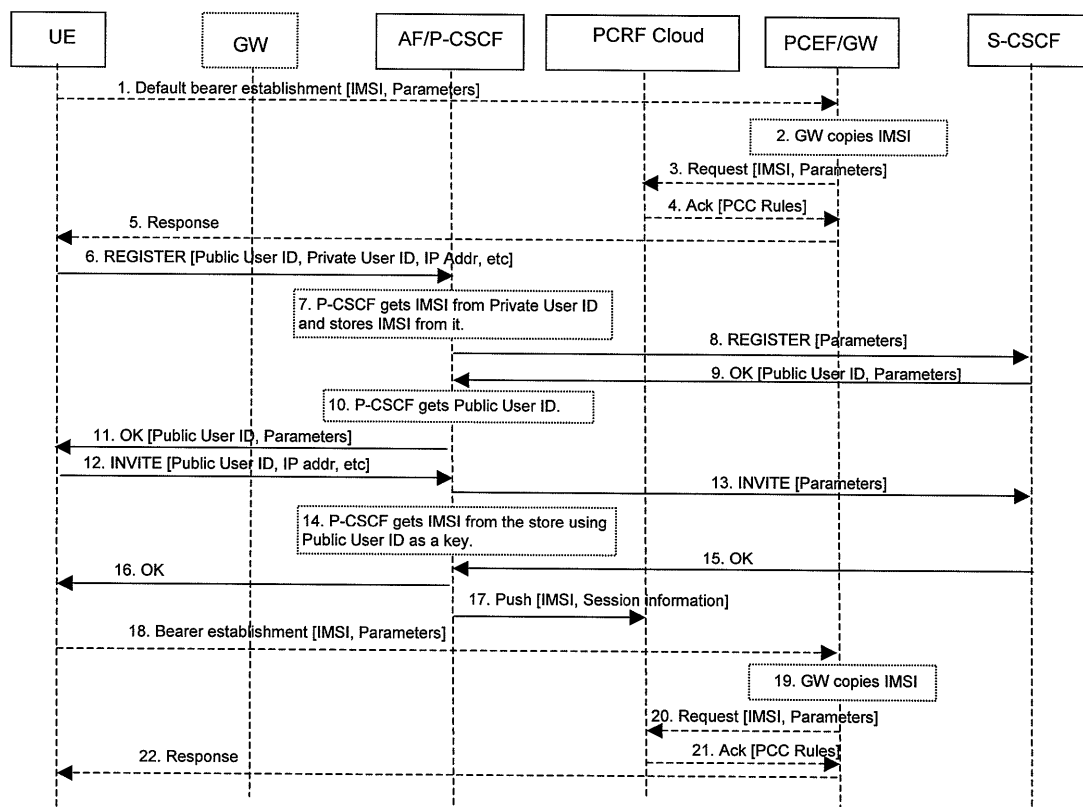 UE
GW
AF/P-CSCF
PCRF Cloud
PCEF/GW
S-CSCF
1. Default bearer establishment [IMSI, Parameters]
2. GW copies IMSI
3. Request [IMSI, Parameters]
4. Ack [PCC Rules]
5. Response
6. REGISTER [Public User ID, Private User ID, IP Addr, etc]
7. P-CSCF gets IMSI from Private User ID
and stores IMSI from it.
8. REGISTER [Parameters]
9. OK [Public User ID, Parameters]
10. P-CSCF gets Public User ID.
11. OK [Public User ID, Parameters]
12. INVITE [Public User ID, IP addr, etc]
13. INVITE [Parameters]
14. P-CSCF gets IMSI from the store using
Public User ID as a key.
15. OK
16. OK
17. Push [IMSI, Session information]
18. Bearer establishment [IMSI, Parameters]
19. GW copies IMSI
20. Request [IMSI, Parameters]
21. Ack [PCC Rules]
22. Response